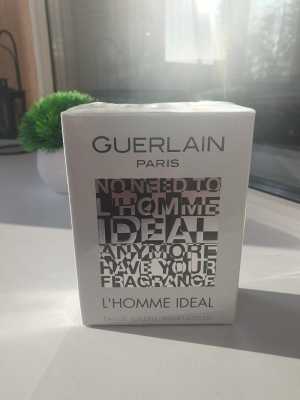 GUERLAIN
PARIS
NO NEED TO
L'HOMME
IDEAL
ANYMORE
HAVE YOUR
FRAGRANCE
L'HOMME IDEAL